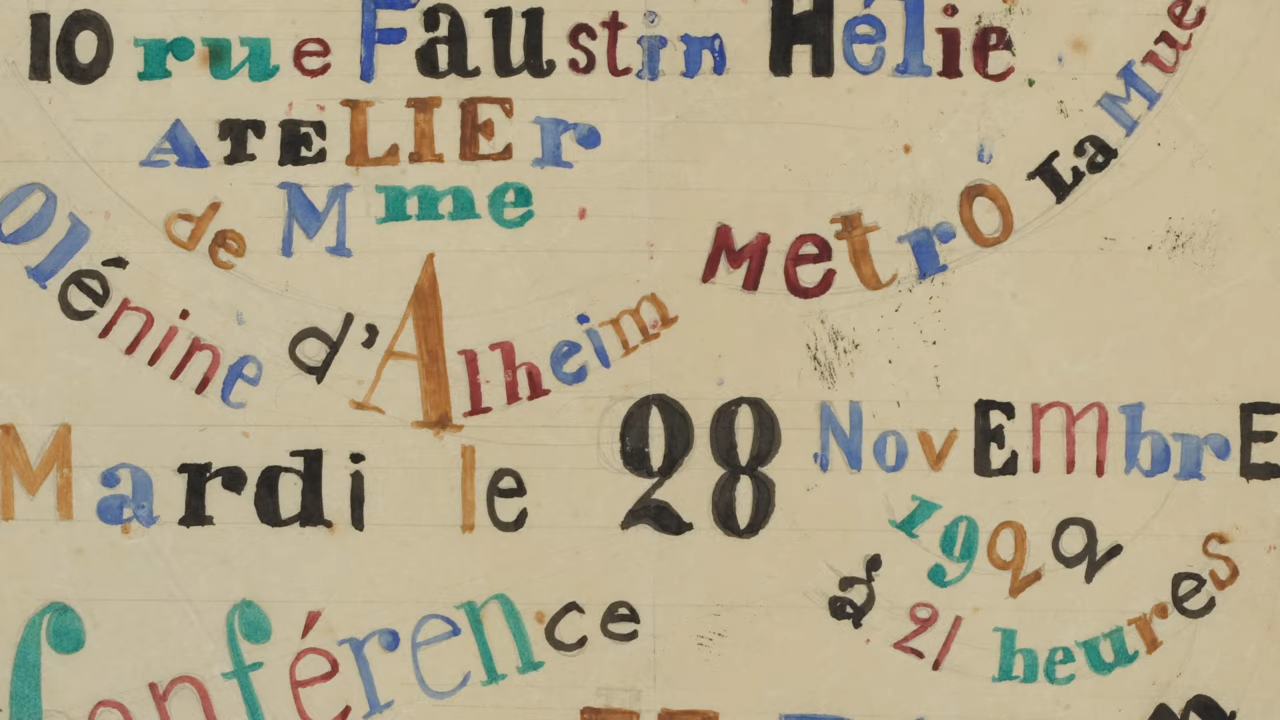 10 rue Faustin Hélie
ATELIEr
de Mme
Olénine d'Alheim
Metro La Mue
Mardi le 28 NovEmbrE
1922
à 21 heures
Conférence